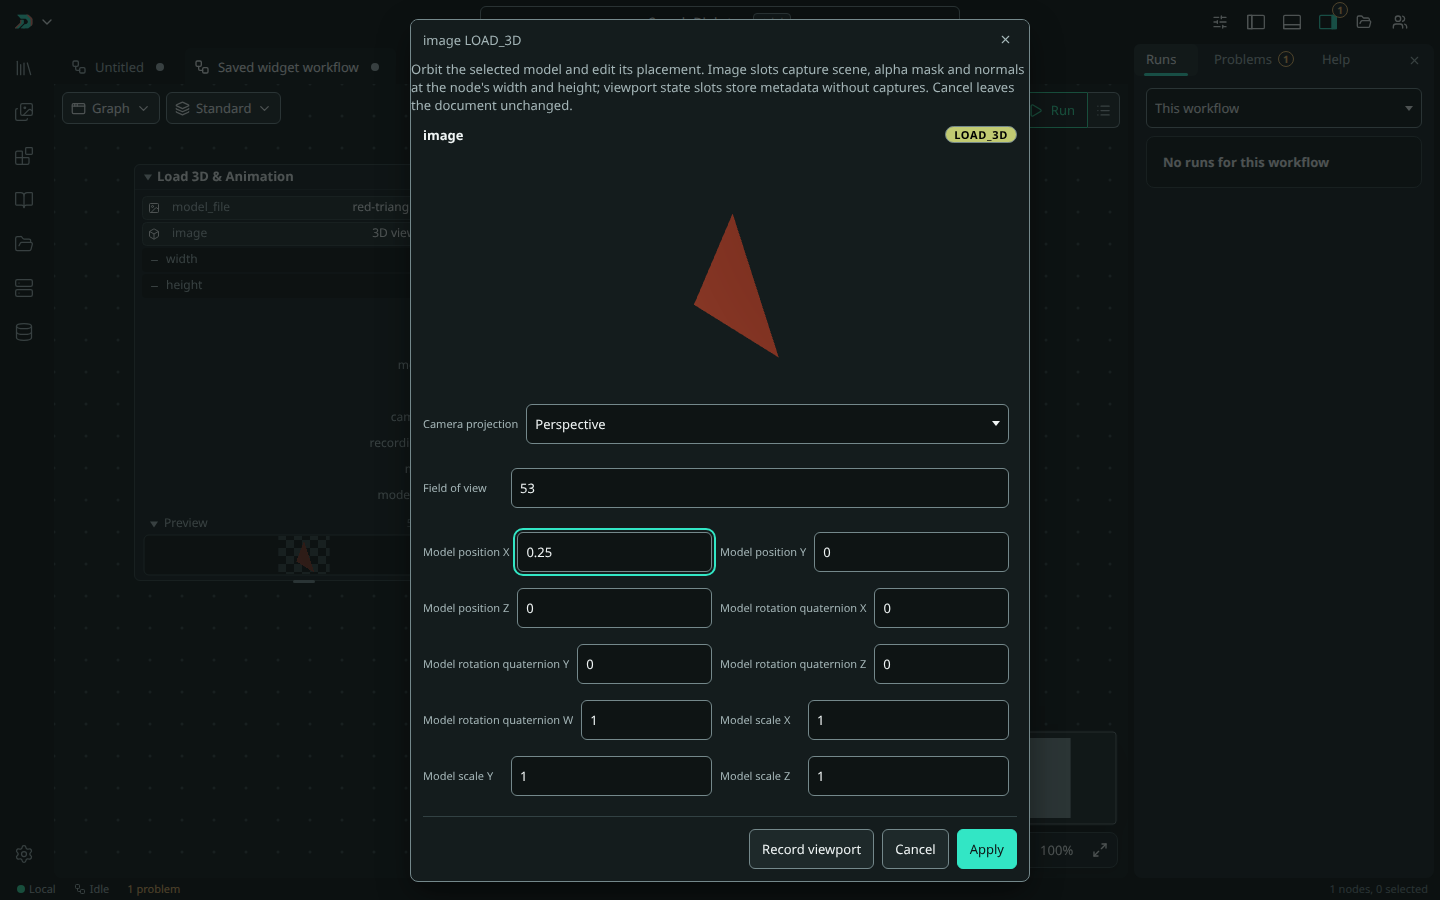 image LOAD_3D
Orbit the selected model and edit its placement. Image slots capture scene, alpha mask and normals
at the node's width and height; viewport state slots store metadata without captures. Cancel leaves
the document unchanged.
image
LOAD_3D
Camera projection
Perspective
Field of view
53
Model position X
0.25
Model position Y
0
Model position Z
0
Model rotation quaternion X
0
Model rotation quaternion Y
0
Model rotation quaternion Z
0
Model rotation quaternion W
1
Model scale X
1
Model scale Y
1
Model scale Z
1
Record viewport
Cancel
Apply
Untitled
Saved widget workflow
Graph
Standard
Run
Load 3D & Animation
model_file
red-triang
image
3D view
width
height
recordi
mode
Preview
100%
1
Runs
Problems 1
Help
This workflow
No runs for this workflow
Local
Idle
1 problem
1 nodes, 0 selected